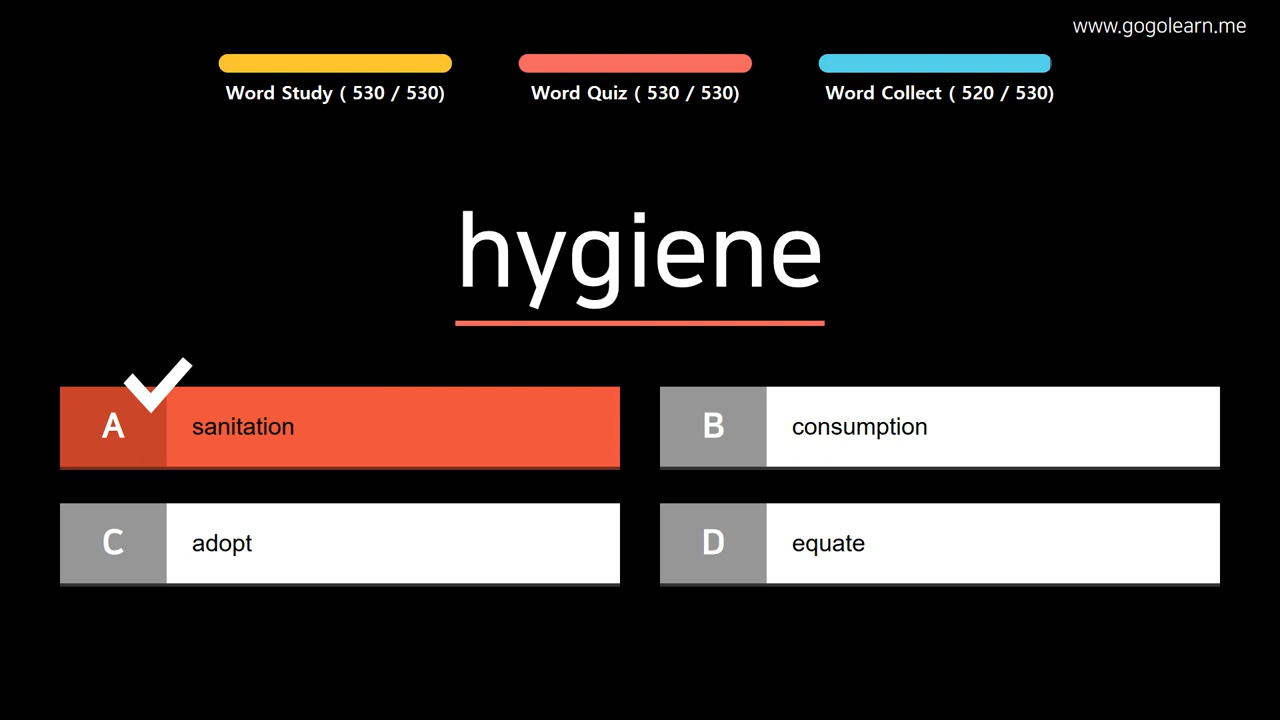 www.gogolearn.me
Word Study ( 530 / 530)
Word Quiz ( 530 / 530)
Word Collect ( 520 / 530)
hygiene
A sanitation
B consumption
C adopt
D equate